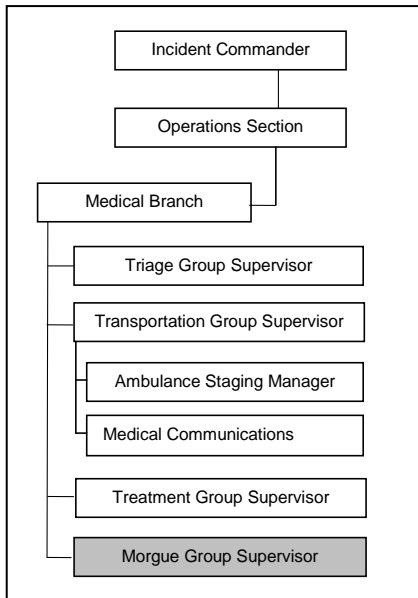 Incident Commander
Operations Section
Medical Branch
Triage Group Supervisor
Transportation Group Supervisor
Ambulance Staging Manager
Medical Communications
Treatment Group Supervisor
Morgue Group Supervisor